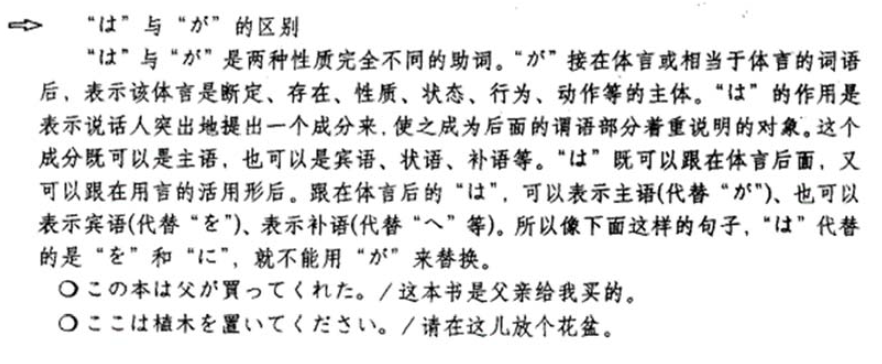 ⇨ “は”与“が”的区别
“は”与“が”是两种性质完全不同的助词。“が”接在体言或相当于体言的词语
后，表示该体言是断定、存在、性质、状态、行为、动作等的主体。“は”的作用是
表示说话人突出地提出一个成分来，使之成为后面的谓语部分着重说明的对象。这个
成分既可以是主语，也可以是宾语、状语、补语等。“は”既可以跟在体言后面，又
可以跟在用言的活用形后。跟在体言后的“は”，可以表示主语(代替“が”)、也可以
表示宾语(代替“を”)、表示补语(代替“へ”等)。所以像下面这样的句子，“は”代替
的是“を”和“に”，就不能用“が”来替换。
○この本は父が買ってくれた。/这本书是父亲给我买的。
○ここは植木を置いてください。/请在这儿放个花盆。